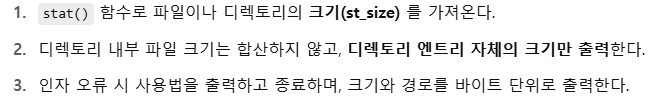 1. stat() 함수로 파일이나 디렉토리의 크기(st_size) 를 가져온다.
2. 디렉토리 내부 파일 크기는 합산하지 않고, 디렉토리 엔트리 자체의 크기만 출력한다.
3. 인자 오류 시 사용법을 출력하고 종료하며, 크기와 경로를 바이트 단위로 출력한다.